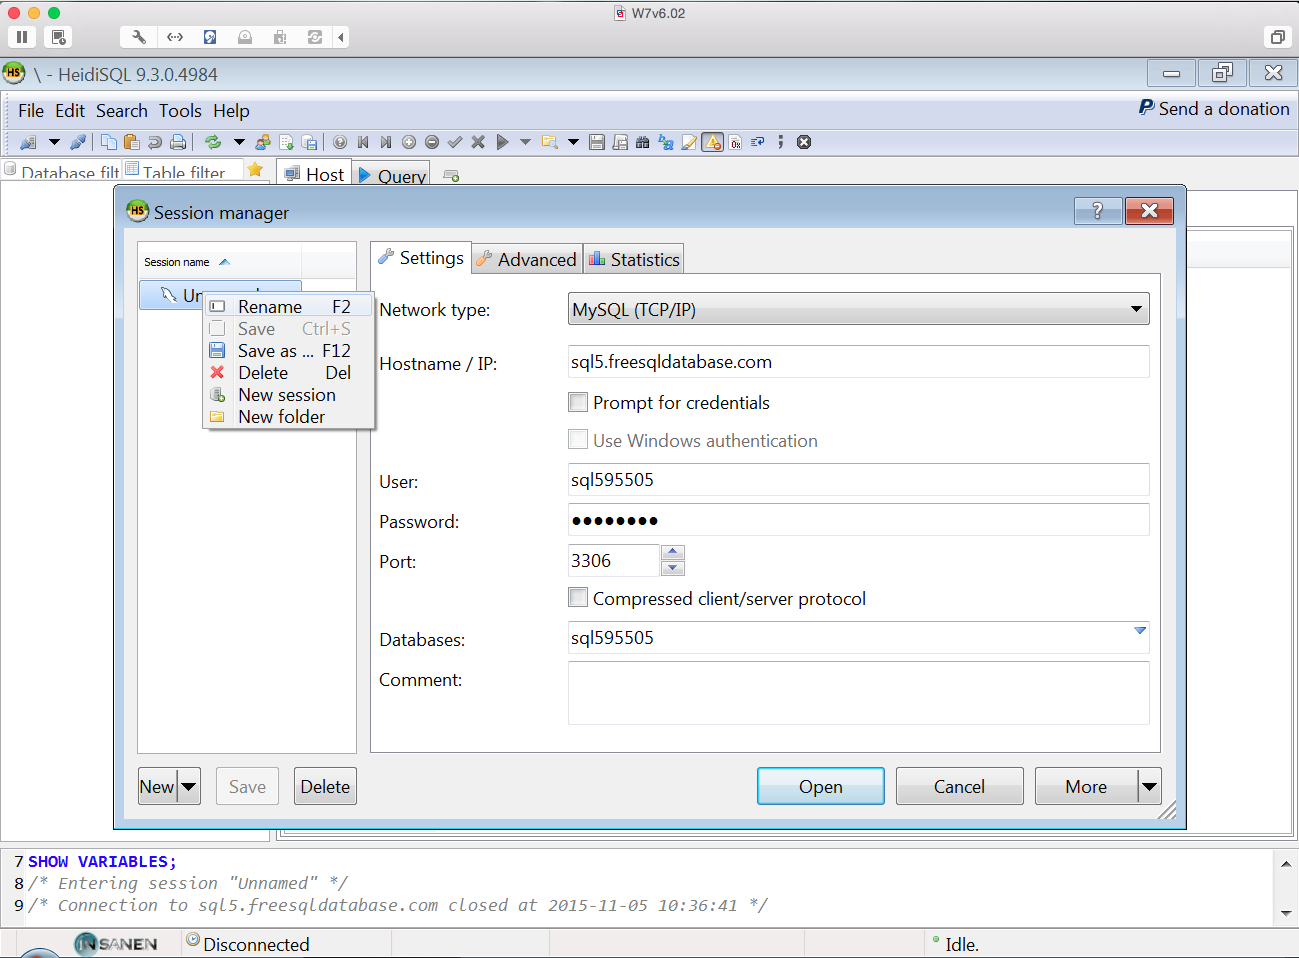 W7v6.02
\ - HeidiSQL 9.3.0.4984
File Edit Search Tools Help
Send a donation
Database filt Table filter Host Query
Session manager
Session name
Settings Advanced Statistics
Rename F2
Save Ctrl+S
Save as ... F12
Delete Del
New session
New folder
Network type: MySQL (TCP/IP)
Hostname / IP: sql5.freesqldatabase.com
Prompt for credentials
Use Windows authentication
User: sql595505
Password: ●●●●●●●●
Port: 3306
Compressed client/server protocol
Databases: sql595505
Comment:
New Save Delete Open Cancel More
7 SHOW VARIABLES;
8 /* Entering session "Unnamed" */
9 /* Connection to sql5.freesqldatabase.com closed at 2015-11-05 10:36:41 */
INSANEN Disconnected Idle.